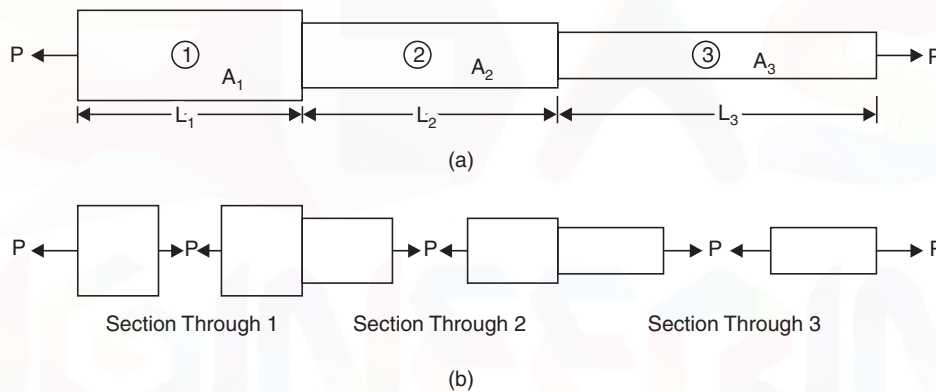 P 1 A1 2 A2 3 A3 P
L1 L2 L3
(a)
P P P P P
Section Through 1 Section Through 2 Section Through 3
(b)